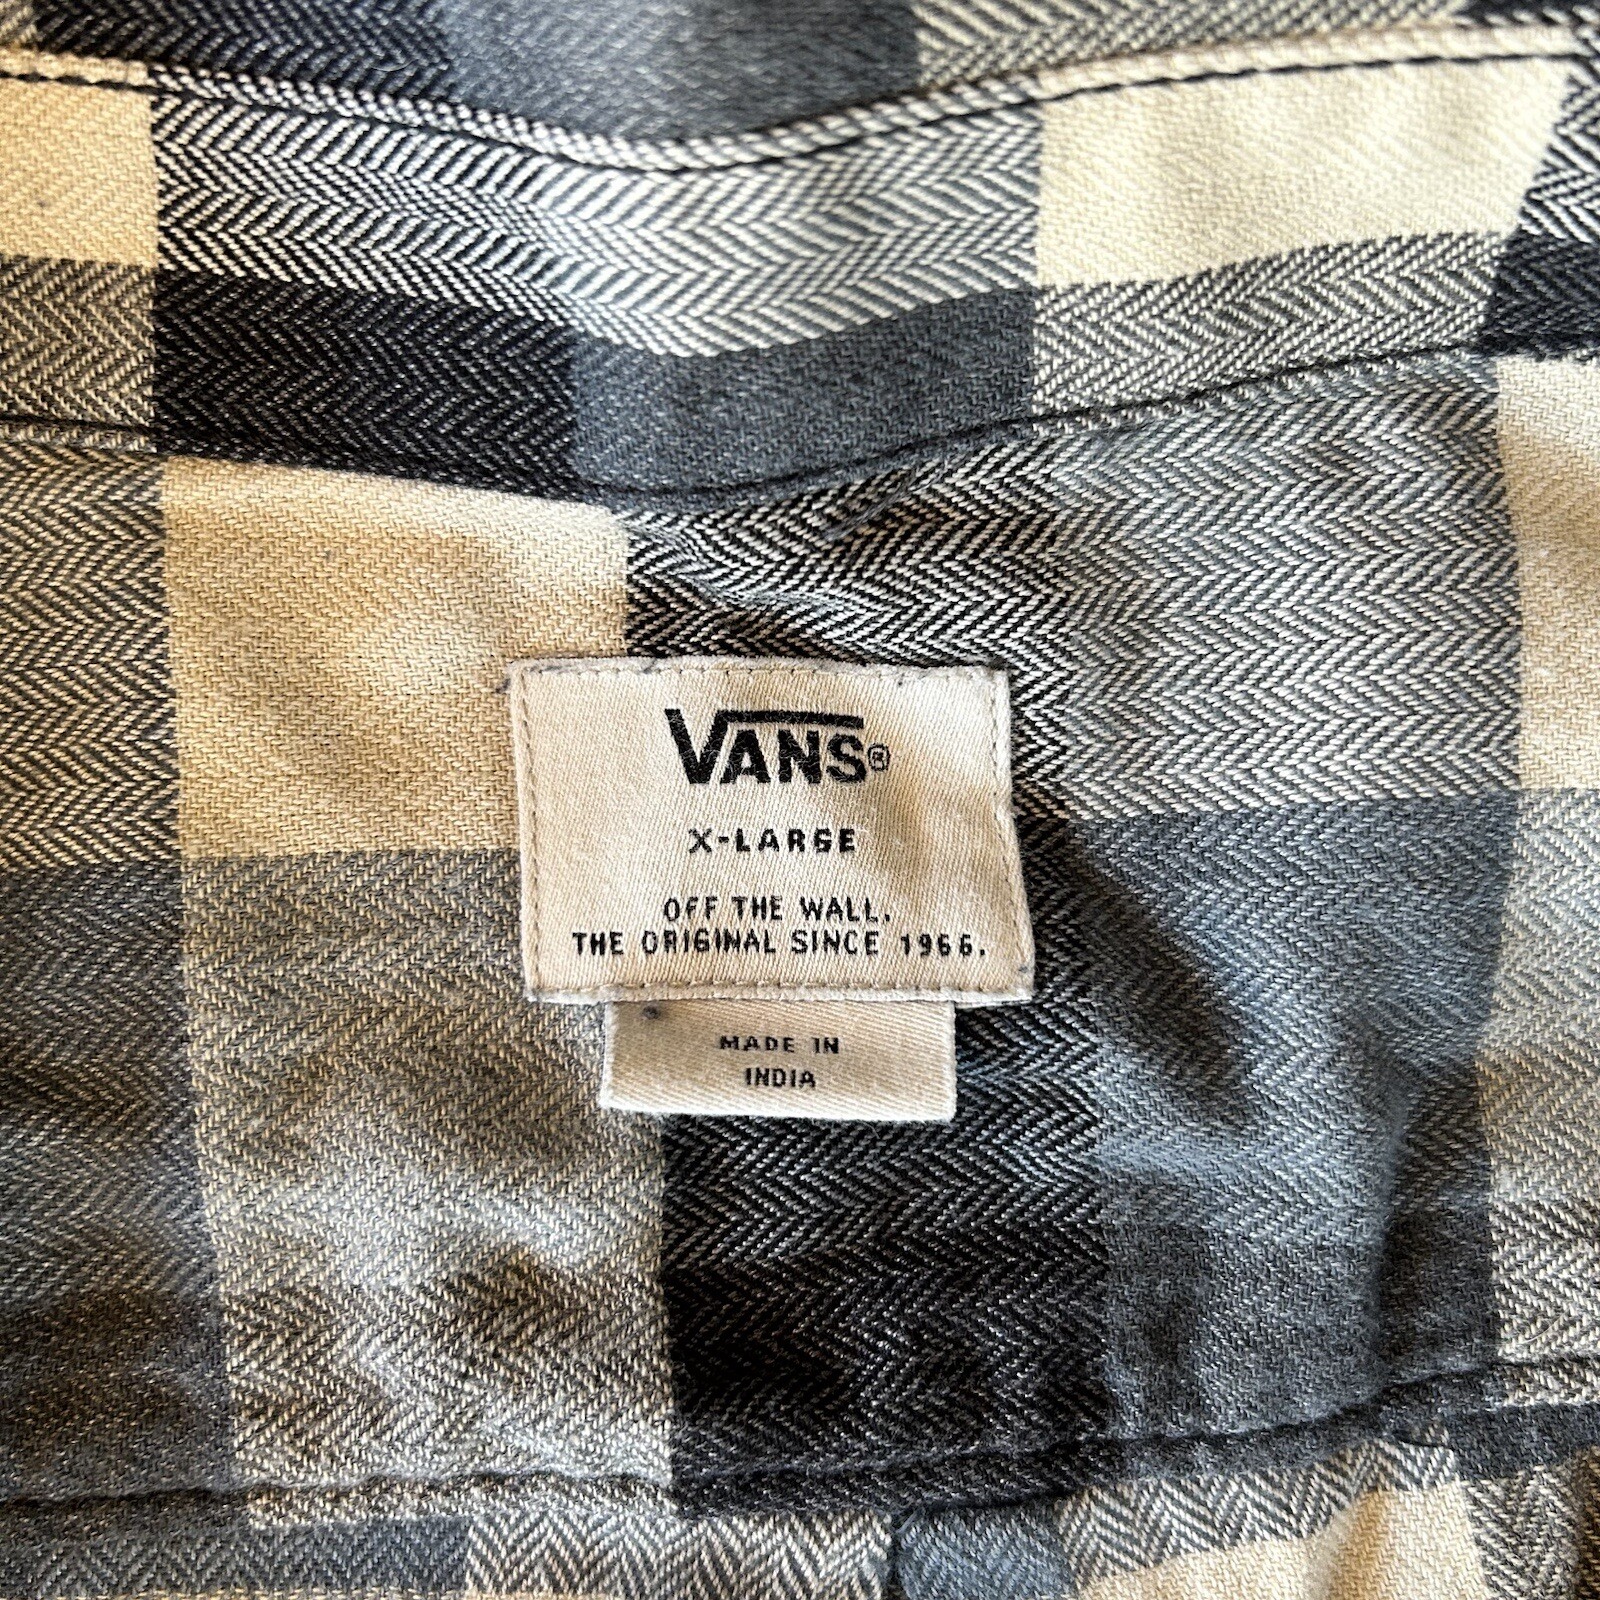 VANS®
X-LARGE
OFF THE WALL.
THE ORIGINAL SINCE 1966.
MADE IN
INDIA